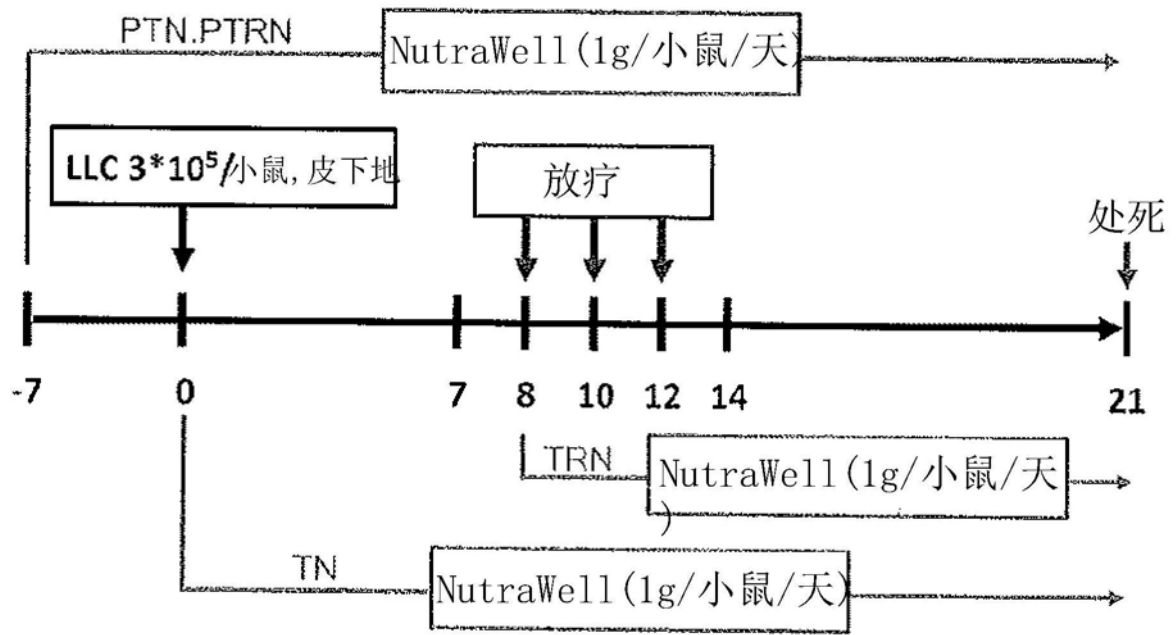 PTN.PTRN
NutraWell(1g/小鼠/天)
LLC 3*10⁵/小鼠,皮下地
放疗
处死
-7 0 7 8 10 12 14 21
TRN
NutraWell(1g/小鼠/天
)
TN
NutraWell(1g/小鼠/天)